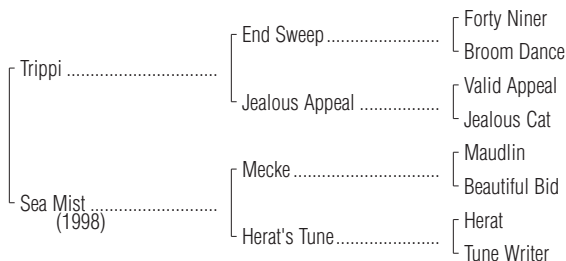 Forty Niner
End Sweep ..........................
Broom Dance
Trippi ...................................
Valid Appeal
Jealous Appeal ..................
Jealous Cat
Maudlin
Mecke ..................................
Beautiful Bid
Sea Mist ..............................
(1998)
Herat
Herat's Tune........................
Tune Writer